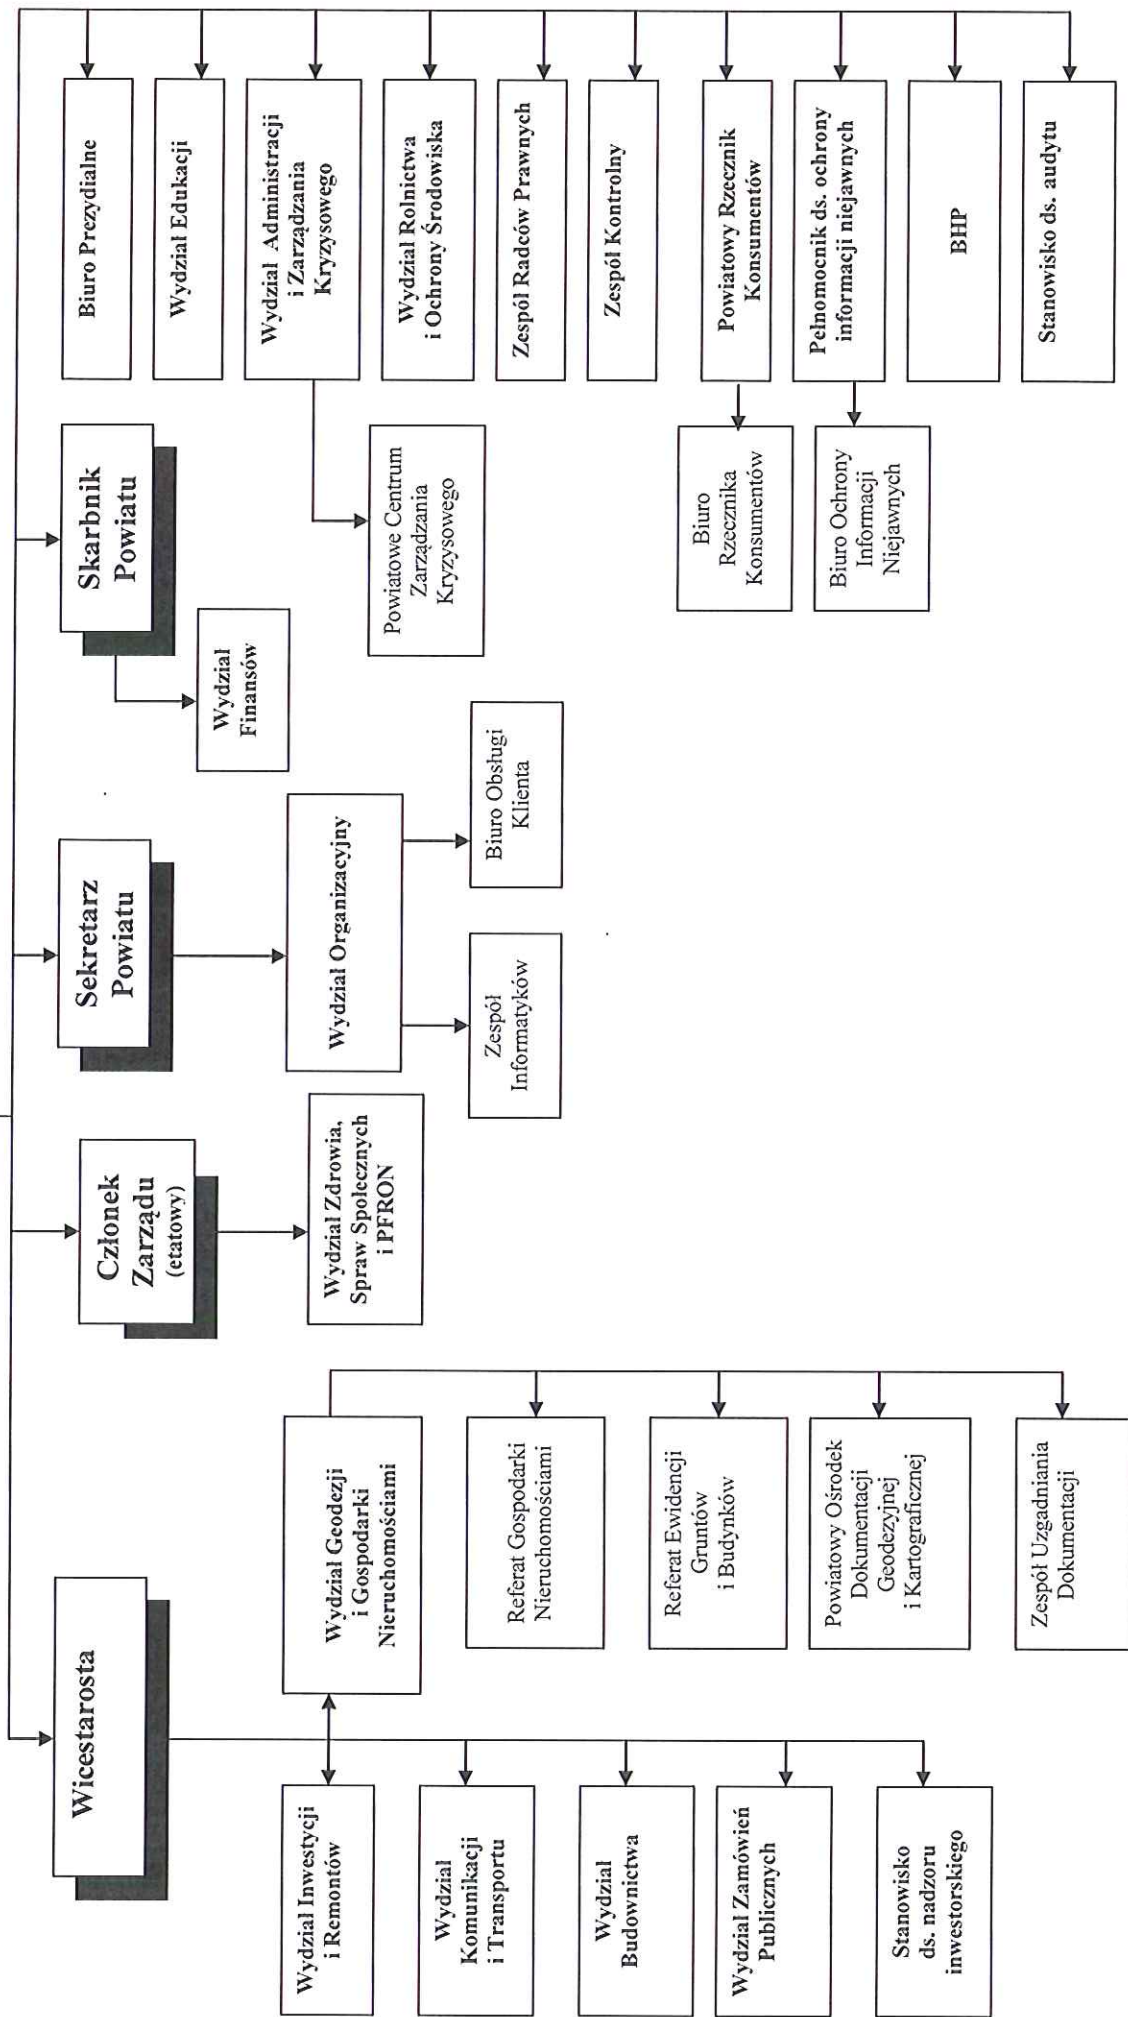 Wicestarosta
Wydział Inwestycji
i Remontów
Wydział
Komunikacji
i Transportu
Wydział
Budownictwa
Wydział Zamówień
Publicznych
Stanowisko
ds. nadzoru
inwestorskiego
Wydział Geodezji
i Gospodarki
Nieruchomościami
Referat Gospodarki
Nieruchomościami
Referat Ewidencji
Gruntów
i Budynków
Powiatowy Ośrodek
Dokumentacji
Geodezyjnej
i Kartograficznej
Zespół Uzgadniania
Dokumentacji
Członek
Zarządu
(etatowy)
Wydział Zdrowia,
Spraw Społecznych
i PFRON
Sekretarz
Powiatu
Wydział Organizacyjny
Zespół
Informatyków
Biuro Obsługi
Klienta
Skarbnik
Powiatu
Wydział
Finansów
Biuro Prezydialne
Wydział Edukacji
Wydział Administracji
i Zarządzania
Kryzysowego
Powiatowe Centrum
Zarządzania
Kryzysowego
Wydział Rolnictwa
i Ochrony Środowiska
Zespół Radców Prawnych
Zespół Kontrolny
Powiatowy Rzecznik
Konsumentów
Biuro
Rzecznika
Konsumentów
Pełnomocnik ds. ochrony
informacji niejawnych
Biuro Ochrony
Informacji
Niejawnych
BHP
Stanowisko ds. audytu